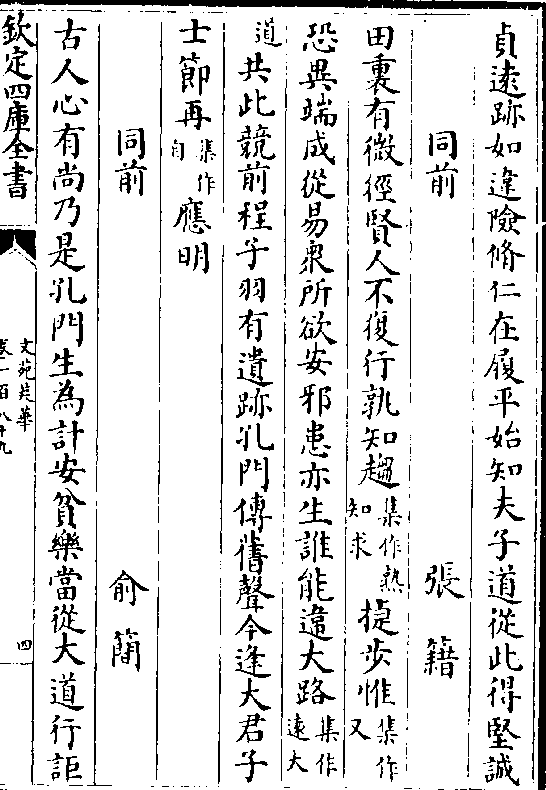 貞遠跡如違險脩仁在履平始知夫子道從此得堅誠
同前 張籍
田裏有微徑賢人不復行孰知趨集作熟知求捷步惟集作又
恐異端成從易衆所欲安邪患亦生誰能違大路集作遠大
道共此競前程子羽有遺跡孔門傳舊聲今逢大君子
士節再集作自應明
同前 俞簡
古人心有尚乃是孔門生為計安貧樂當從大道行詎
欽定四庫全書
文苑英華
卷一百八十九
四